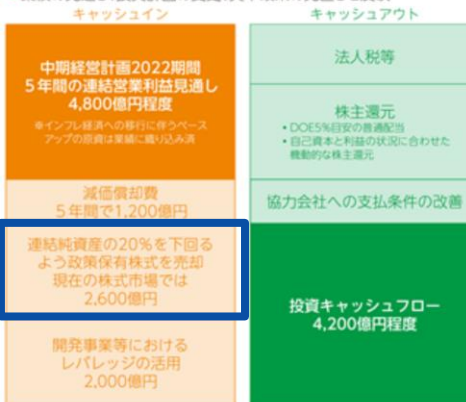 キャッシュイン
中期経営計画2022期間
5年間の連結営業利益見通し
4,800億円程度
※インフレ経済への移行に伴うベース
アップの原資は業績に織り込み済
減価償却費
5年間で1,200億円
連結純資産の20%を下回る
よう政策保有株式を売却
現在の株式市場では
2,600億円
開発事業等における
レバレッジの活用
2,000億円
キャッシュアウト
法人税等
株主還元
•DOE5%目安の普通配当
•自己資本と利益の状況に合わせた
機動的な株主還元
協力会社への支払条件の改善
投資キャッシュフロー
4,200億円程度